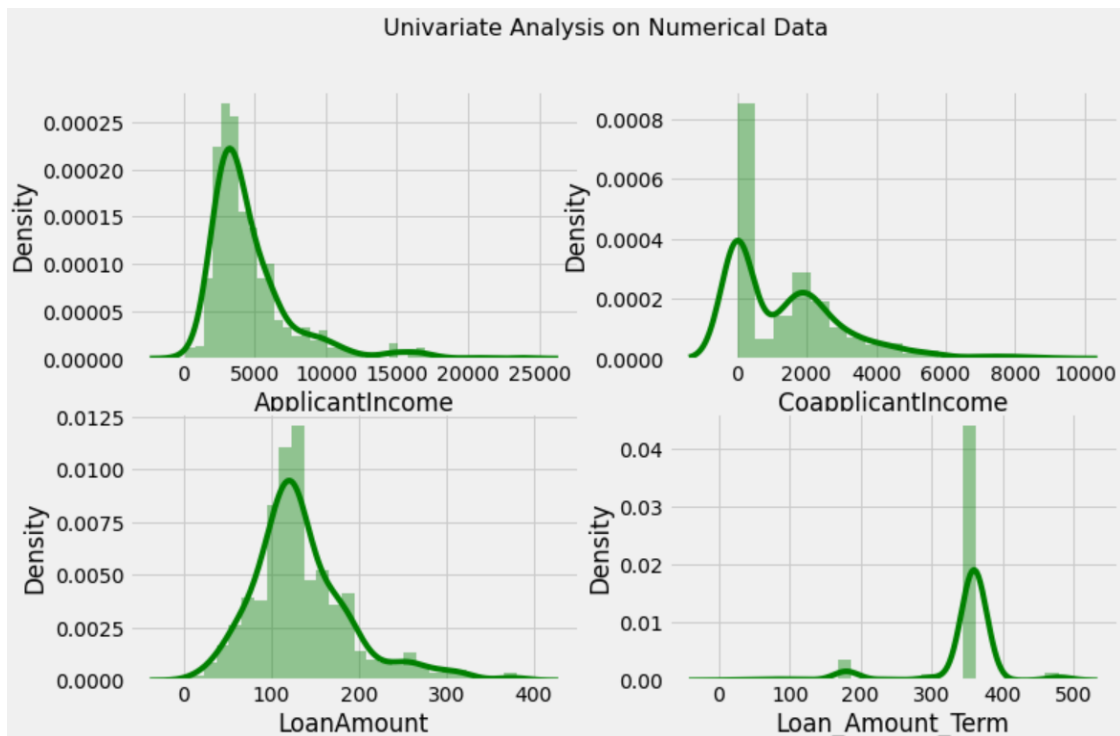 Univariate Analysis on Numerical Data
Density
0.00025
0.00020
0.00015
0.00010
0.00005
0.00000
0 5000 10000 15000 20000 25000
ApplicantIncome
Density
0.0008
0.0006
0.0004
0.0002
0.0000
0 2000 4000 6000 8000 10000
CoapplicantIncome
Density
0.0125
0.0100
0.0075
0.0050
0.0025
0.0000
0 100 200 300 400
LoanAmount
Density
0.04
0.03
0.02
0.01
0.00
0 100 200 300 400 500
Loan_Amount_Term